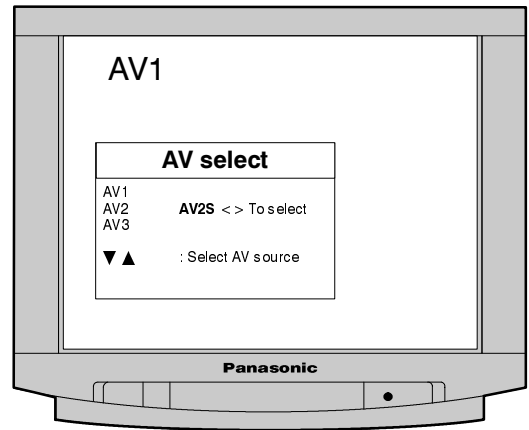 AV1
AV select
AV1
AV2 AV2S < > To select
AV3
▼ ▲ : Select AV source
Panasonic